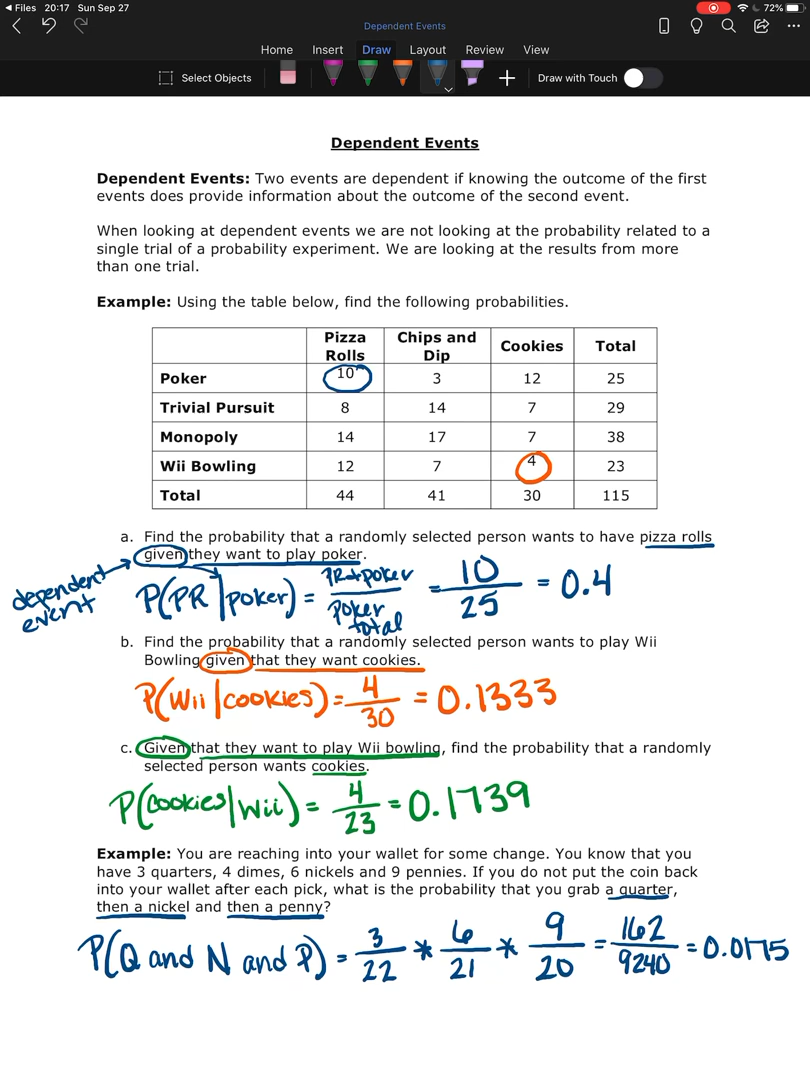 Files 20:17 Sun Sep 27 72%
Dependent Events
Home Insert Draw Layout Review View
Select Objects Draw with Touch
Dependent Events
Dependent Events: Two events are dependent if knowing the outcome of the first
events does provide information about the outcome of the second event.
When looking at dependent events we are not looking at the probability related to a
single trial of a probability experiment. We are looking at the results from more
than one trial.
Example: Using the table below, find the following probabilities.
Pizza Rolls Chips and Dip Cookies Total
Poker 10 3 12 25
Trivial Pursuit 8 14 7 29
Monopoly 14 17 7 38
Wii Bowling 12 7 4 23
Total 44 41 30 115
a. Find the probability that a randomly selected person wants to have pizza rolls
given they want to play poker.
dependent event
P(PR | poker) = PR+poker / poker total = 10/25 = 0.4
b. Find the probability that a randomly selected person wants to play Wii
Bowling given that they want cookies.
P(Wii | cookies) = 4/30 = 0.1333
c. Given that they want to play Wii bowling, find the probability that a randomly
selected person wants cookies.
P(cookies | Wii) = 4/23 = 0.1739
Example: You are reaching into your wallet for some change. You know that you
have 3 quarters, 4 dimes, 6 nickels and 9 pennies. If you do not put the coin back
into your wallet after each pick, what is the probability that you grab a quarter,
then a nickel and then a penny?
P(Q and N and P) = 3/22 * 6/21 * 9/20 = 162/9240 = 0.0175